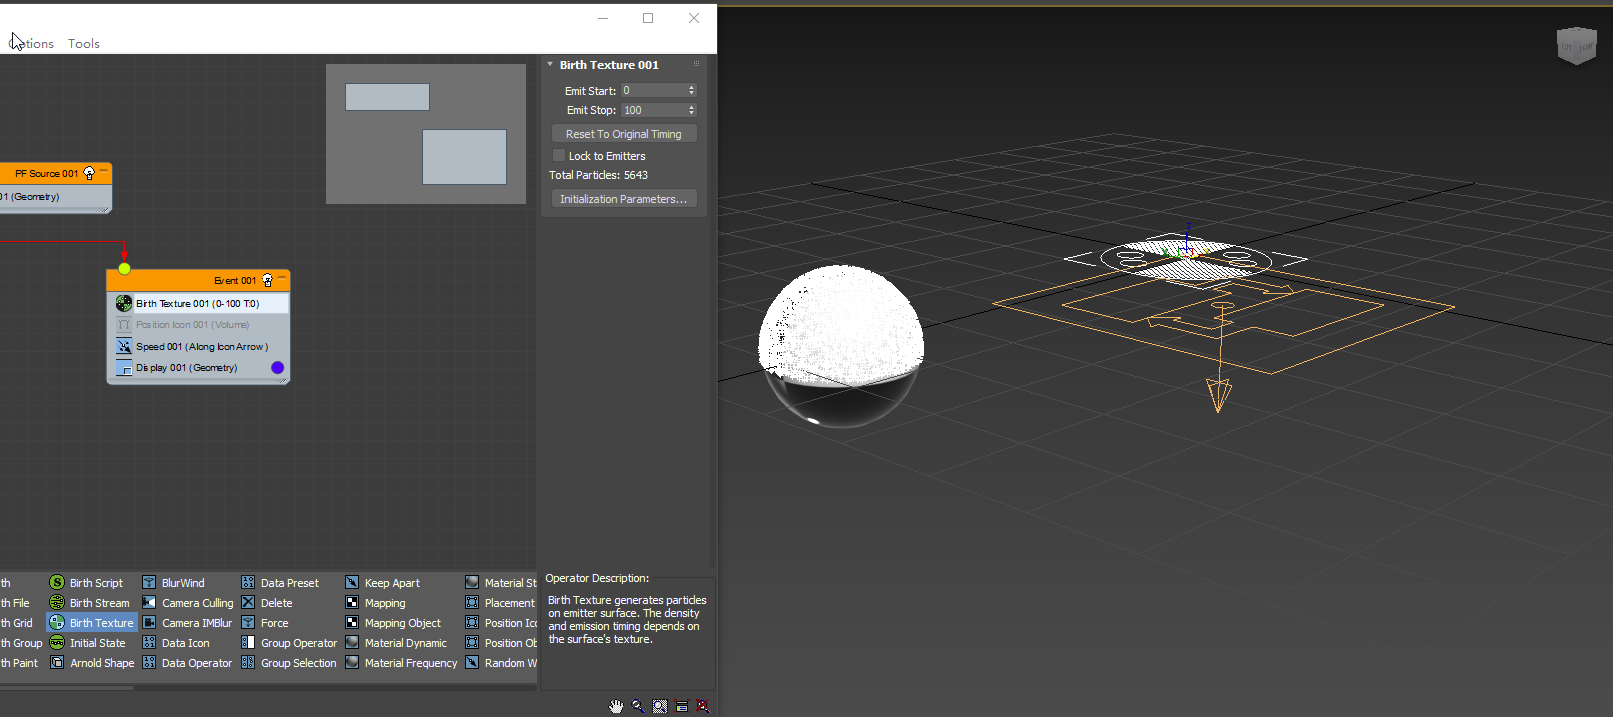 Options Tools
Birth Texture 001
Emit Start: 0
Emit Stop: 100
Reset To Original Timing
Lock to Emitters
Total Particles: 5643
Initialization Parameters...
PF Source 001
01 (Geometry)
Event 001
Birth Texture 001 (0-100 T:0)
Position Icon 001 (Volume)
Speed 001 (Along Icon Arrow)
Display 001 (Geometry)
th Birth Script BlurWind Data Preset Keep Apart Material St
th File Birth Stream Camera Culling Delete Mapping Placement
th Grid Birth Texture Camera IMBlur Force Mapping Object Position Ico
th Group Initial State Data Icon Group Operator Material Dynamic Position Ob
th Paint Arnold Shape Data Operator Group Selection Material Frequency Random W
Operator Description:
Birth Texture generates particles
on emitter surface. The density
and emission timing depends on
the surface's texture.